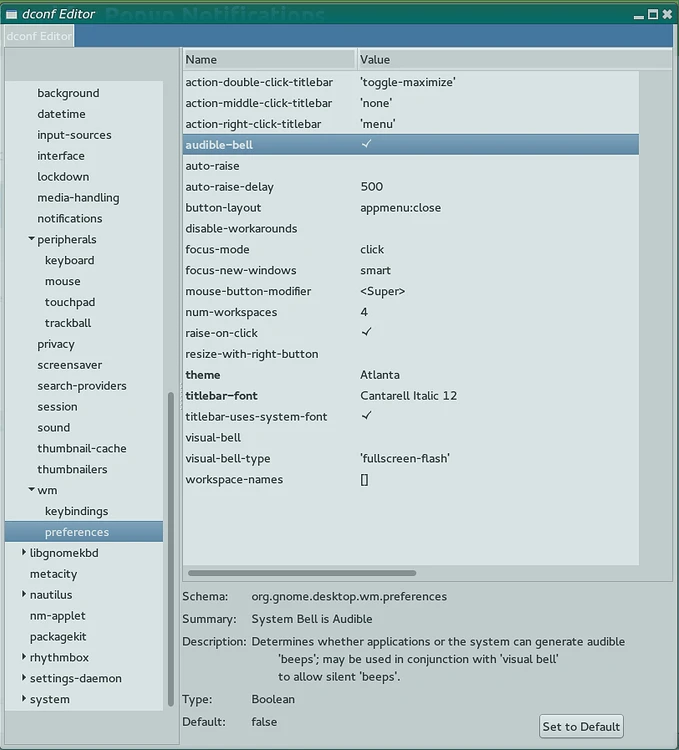 dconf Editor
Popup Notifications
dconf Editor
background
datetime
input-sources
interface
lockdown
media-handling
notifications
peripherals
keyboard
mouse
touchpad
trackball
privacy
screensaver
search-providers
session
sound
thumbnail-cache
thumbnailers
wm
keybindings
preferences
libgnomekbd
metacity
nautilus
nm-applet
packagekit
rhythmbox
settings-daemon
system
Name Value
action-double-click-titlebar 'toggle-maximize'
action-middle-click-titlebar 'none'
action-right-click-titlebar 'menu'
audible-bell ✓
auto-raise
auto-raise-delay 500
button-layout appmenu:close
disable-workarounds
focus-mode click
focus-new-windows smart
mouse-button-modifier <Super>
num-workspaces 4
raise-on-click ✓
resize-with-right-button
theme Atlanta
titlebar-font Cantarell Italic 12
titlebar-uses-system-font ✓
visual-bell
visual-bell-type 'fullscreen-flash'
workspace-names []
Schema: org.gnome.desktop.wm.preferences
Summary: System Bell is Audible
Description: Determines whether applications or the system can generate audible
'beeps'; may be used in conjunction with 'visual bell'
to allow silent 'beeps'.
Type: Boolean
Default: false
Set to Default